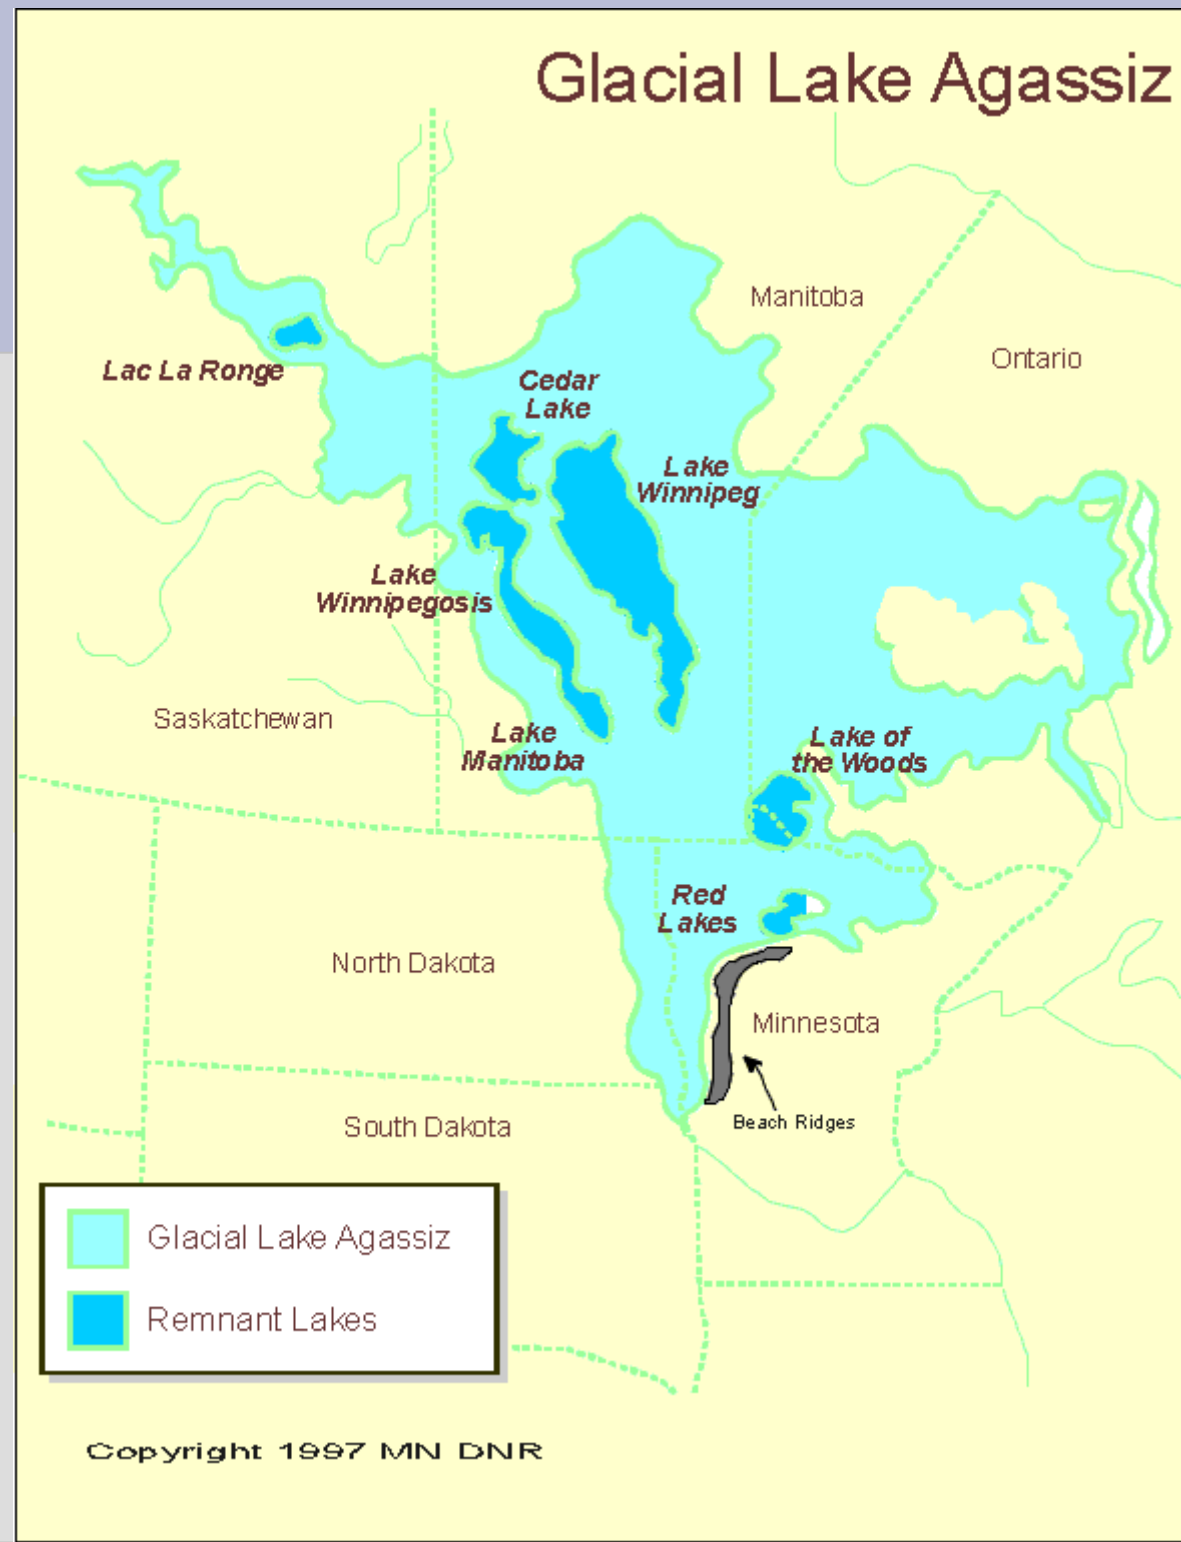 Glacial Lake Agassiz
Manitoba
Ontario
Lac La Ronge
Cedar
Lake
Lake
Winnipeg
Lake
Winnipegosis
Saskatchewan
Lake
Manitoba
Lake of
the Woods
Red
Lakes
North Dakota
Minnesota
Beach Ridges
South Dakota
Glacial Lake Agassiz
Remnant Lakes
Copyright 1997 MN DNR